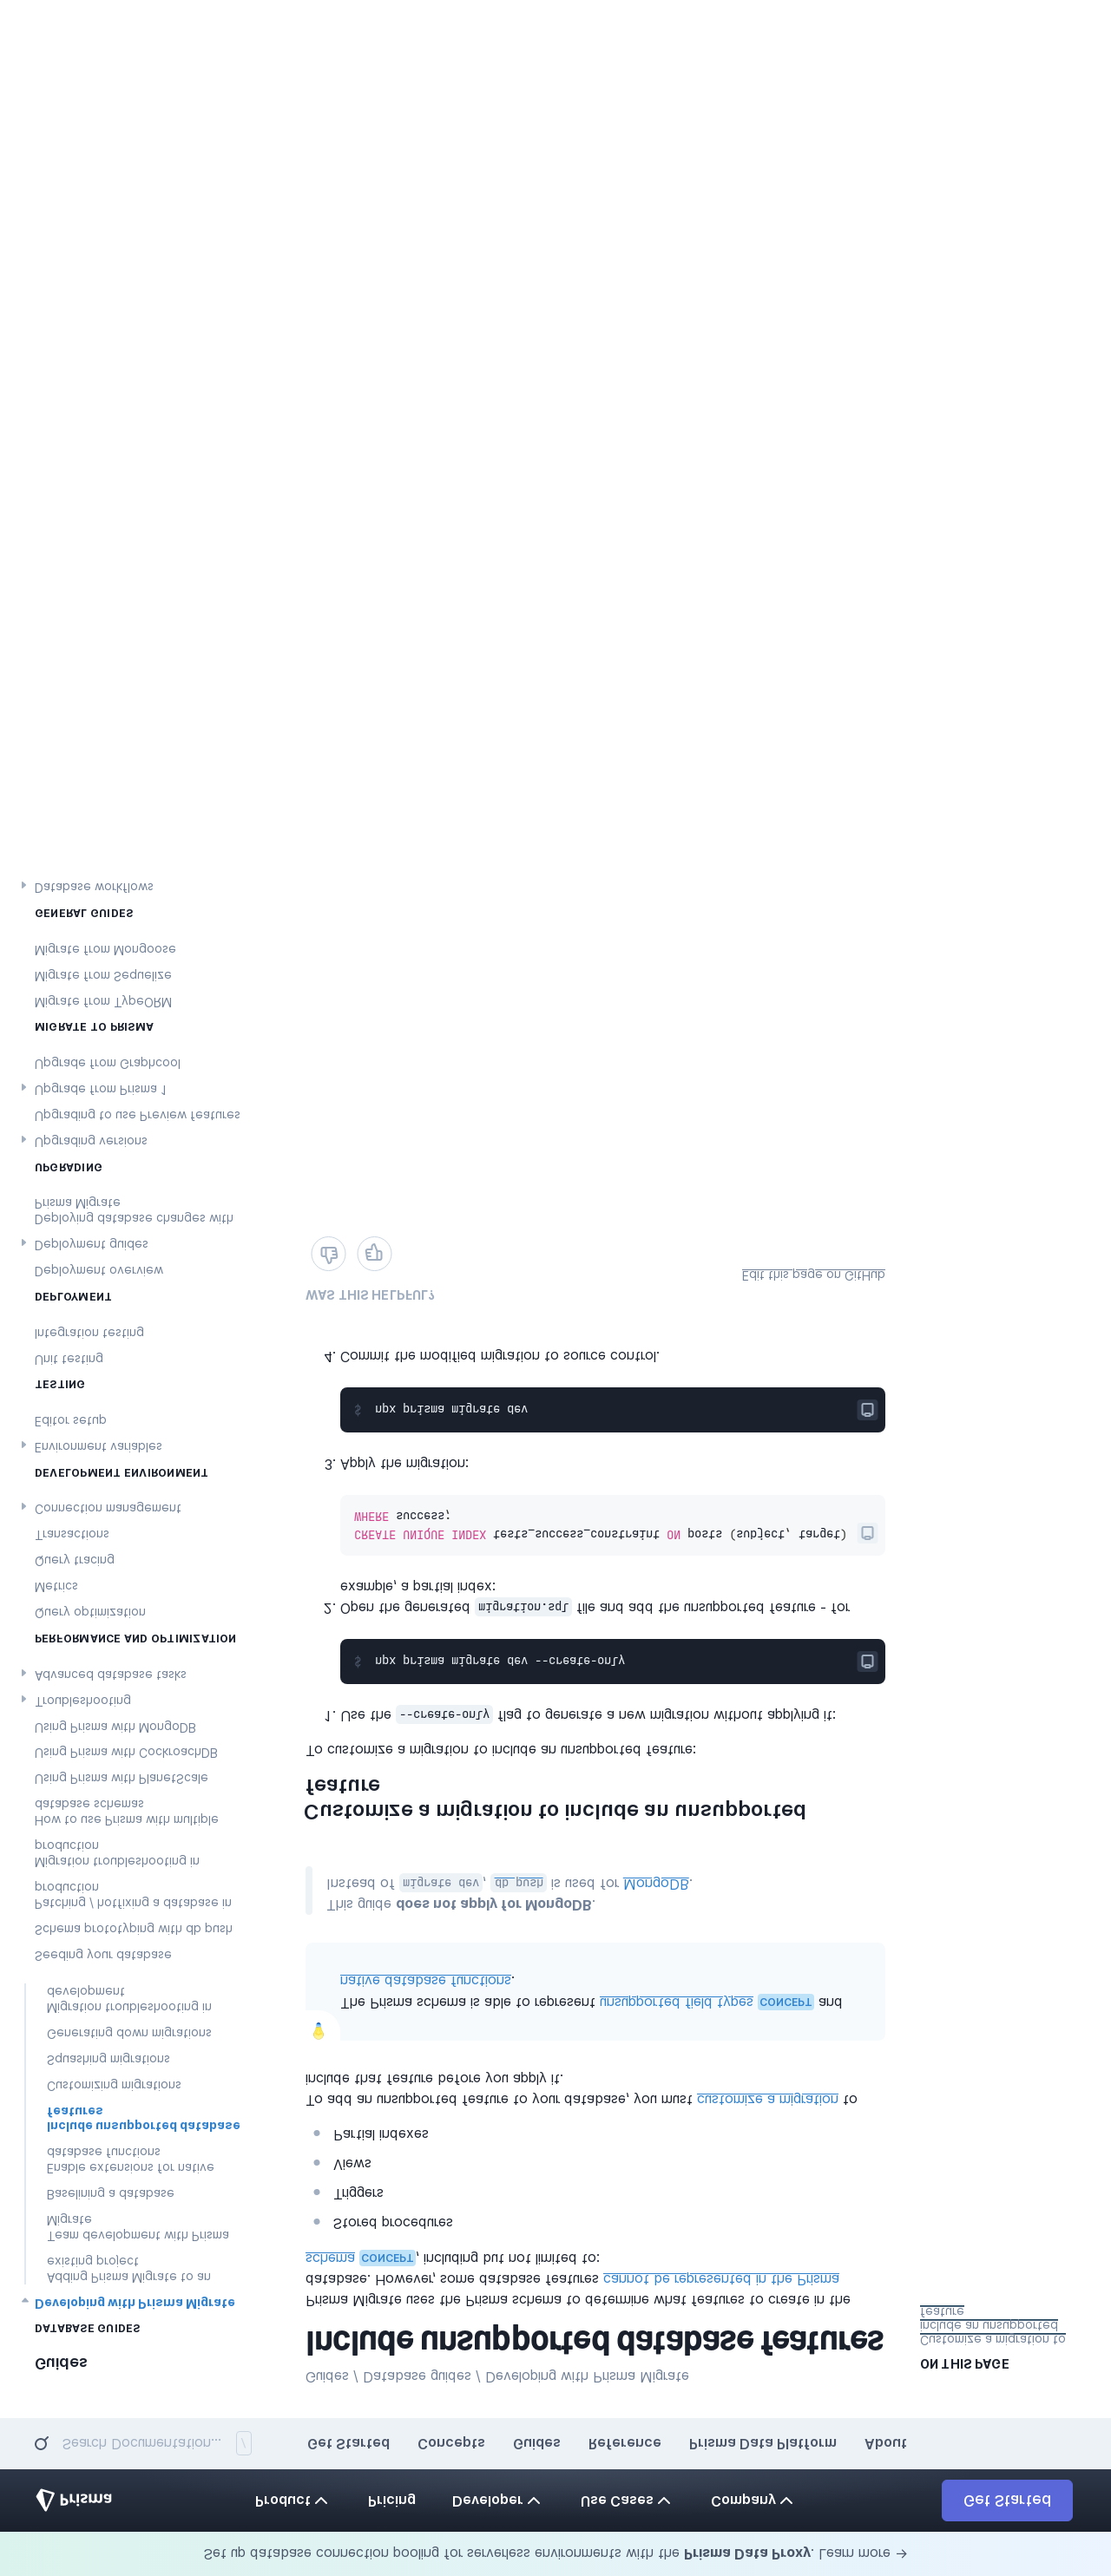 Set up database connection pooling for serverless environments with the Prisma Data Proxy. Learn more →
Prisma
Product
Pricing
Developer
Use Cases
Company
Get Started
Search Documentation...
/
Get Started
Concepts
Guides
Reference
Prisma Data Platform
About
Guides
DATABASE GUIDES
Developing with Prisma Migrate
Adding Prisma Migrate to an
existing project
Team development with Prisma
Migrate
Baselining a database
Enable extensions for native
database functions
Include unsupported database
features
Customizing migrations
Squashing migrations
Generating down migrations
Migration troubleshooting in
development
Seeding your database
Schema prototyping with db push
Patching / hotfixing a database in
production
Migration troubleshooting in
production
How to use Prisma with multiple
database schemas
Using Prisma with PlanetScale
Using Prisma with CockroachDB
Using Prisma with MongoDB
Troubleshooting
Advanced database tasks
PERFORMANCE AND OPTIMIZATION
Query optimization
Metrics
Query tracing
Transactions
Connection management
DEVELOPMENT ENVIRONMENT
Environment variables
Editor setup
TESTING
Unit testing
Integration testing
DEPLOYMENT
Deployment overview
Deployment guides
Deploying database changes with
Prisma Migrate
UPGRADING
Upgrading versions
Upgrading to use Preview features
Upgrade from Prisma 1
Upgrade from Graphcool
MIGRATE TO PRISMA
Migrate from TypeORM
Migrate from Sequelize
Migrate from Mongoose
GENERAL GUIDES
Database workflows
Guides / Database guides / Developing with Prisma Migrate
Include unsupported database features
Prisma Migrate uses the Prisma schema to determine what features to create in the
database. However, some database features cannot be represented in the Prisma
schema CONCEPT, including but not limited to:
Stored procedures
Triggers
Views
Partial indexes
To add an unsupported feature to your database, you must customize a migration to
include that feature before you apply it.
The Prisma schema is able to represent unsupported field types CONCEPT and
native database functions.
This guide does not apply for MongoDB.
Instead of migrate dev, db push is used for MongoDB.
Customize a migration to include an unsupported
feature
To customize a migration to include an unsupported feature:
1. Use the --create-only flag to generate a new migration without applying it:
$ npx prisma migrate dev --create-only
2. Open the generated migration.sql file and add the unsupported feature - for
example, a partial index:
CREATE UNIQUE INDEX tests_success_constraint ON posts (subject, target)
WHERE success;
3. Apply the migration:
$ npx prisma migrate dev
4. Commit the modified migration to source control.
WAS THIS HELPFUL?
Edit this page on GitHub
ON THIS PAGE
Customize a migration to
include an unsupported
feature